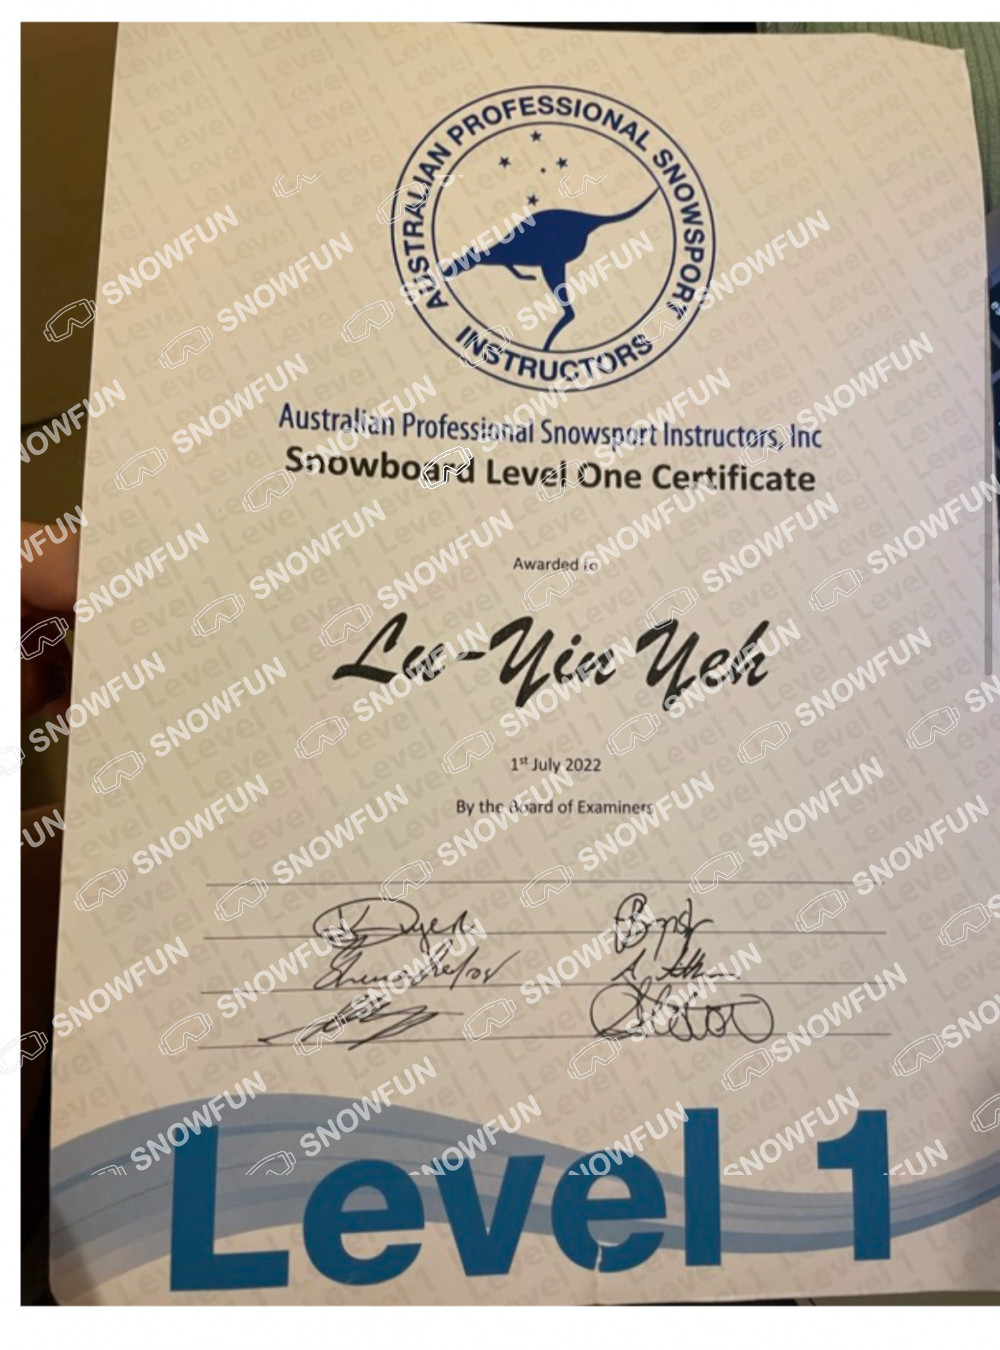 AUSTRALIAN PROFESSIONAL SNOWSPORT
INSTRUCTORS
Australian Professional Snowsport Instructors, Inc
Snowboard Level One Certificate
Awarded to
Lu-Yin Yeh
1st July 2022
By the Board of Examiners
Level 1
SNOWFUN